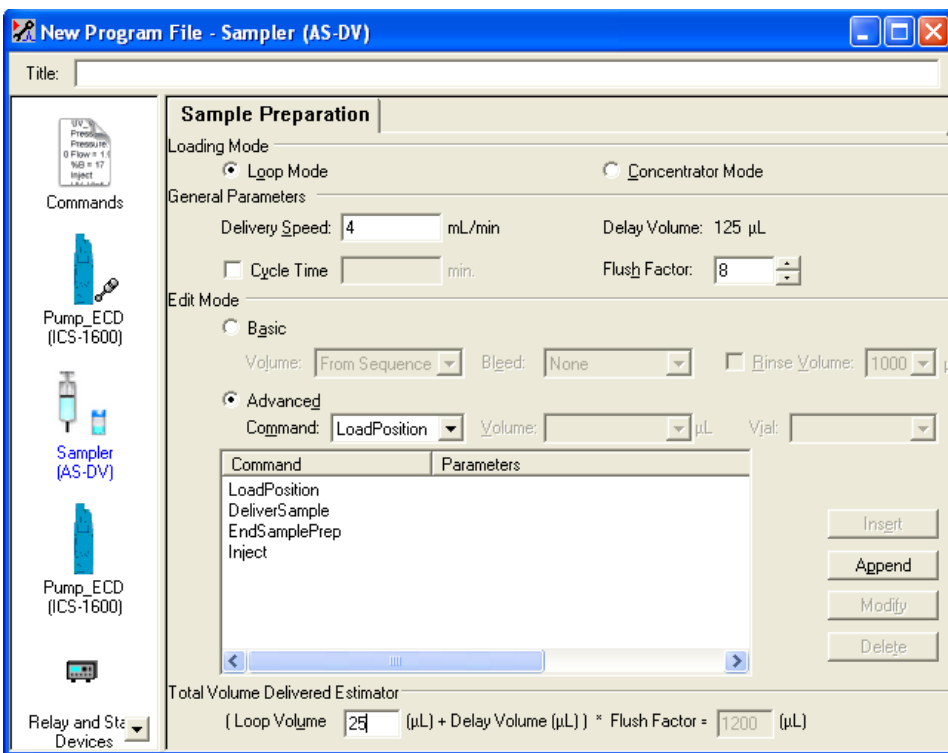 New Program File - Sampler (AS-DV)
Title:
Commands
Pump_ECD
(ICS-1600)
Sampler
(AS-DV)
Pump_ECD
(ICS-1600)
Relay and Sta
Devices
Sample Preparation
Loading Mode
Loop Mode Concentrator Mode
General Parameters
Delivery Speed: 4 mL/min Delay Volume: 125 µL
Cycle Time min. Flush Factor: 8
Edit Mode
Basic
Volume: From Sequence Bleed: None Rinse Volume: 1000 µ
Advanced
Command: LoadPosition Volume: µL Vial:
Command Parameters
LoadPosition
DeliverSample
EndSamplePrep
Inject
Insert
Append
Modify
Delete
Total Volume Delivered Estimator
( Loop Volume 25 (µL) + Delay Volume (µL) ) * Flush Factor = 1200 (µL)